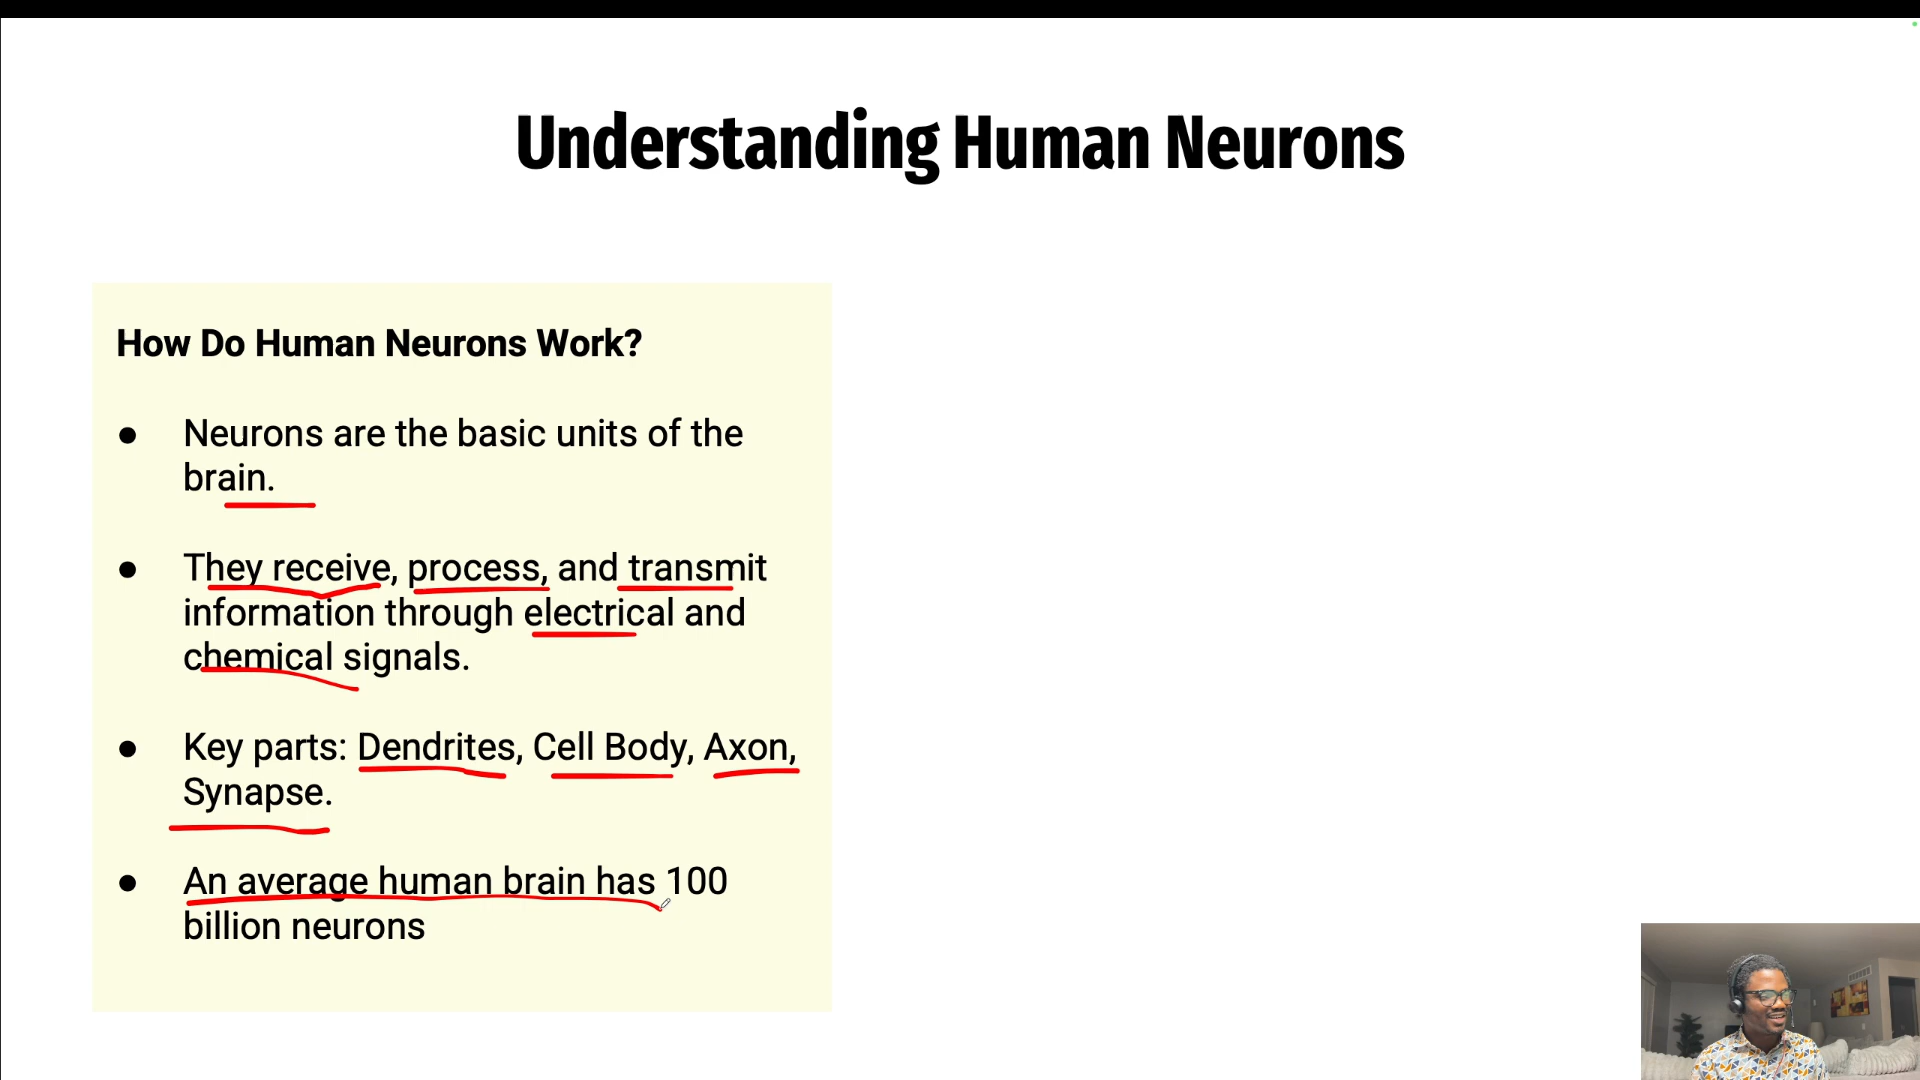 Understanding Human Neurons
How Do Human Neurons Work?
● Neurons are the basic units of the
brain.
● They receive, process, and transmit
information through electrical and
chemical signals.
● Key parts: Dendrites, Cell Body, Axon,
Synapse.
● An average human brain has 100
billion neurons